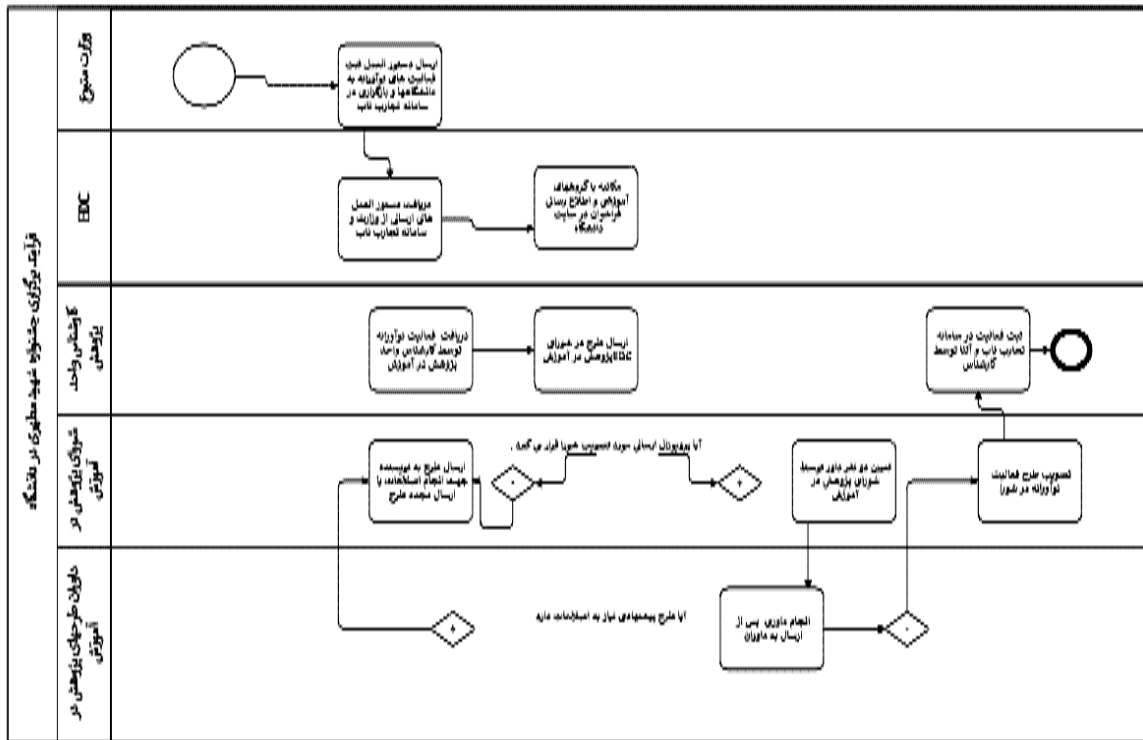 فرآیند برگزاری جشنواره شهید مطهری در دانشگاه
وزارت متبوع
ارسال دستور العمل ثبت
فعالیت های نوآورانه به
دانشگاهها و بارگزاری در
سامانه تجارب ناب
EDC
دریافت دستور العمل
های ارسالی از وزارت و
سامانه تجارب ناب
مکاتبه با گروههای
آموزشی و اطلاع رسانی
فراخوان در سایت
دانشگاه
کارشناس واحد
پژوهش
دریافت فعالیت نوآورانه
توسط کارشناس واحد
پژوهش در آموزش
ارسال طرح در شورای
پژوهش در آموزش
ثبت فعالیت در سامانه
تجارب ناب و آنتا توسط
کارشناس
شورای پژوهش در
آموزش
ارسال طرح به نویسنده
جهت انجام اصلاحات یا
ارسال مجدد طرح
آیا پروپوزال ارسالی مورد تصویب شورا قرار می گیرد .
تعیین دو نفر داور توسط
شورای پژوهش در
آموزش
تصویب طرح فعالیت
نوآورانه در شورا
داوران طرحهای پژوهش در
آموزش
آیا طرح پیشنهادی نیاز به اصلاحات دارد
انجام داوری پس از
ارسال به داوران